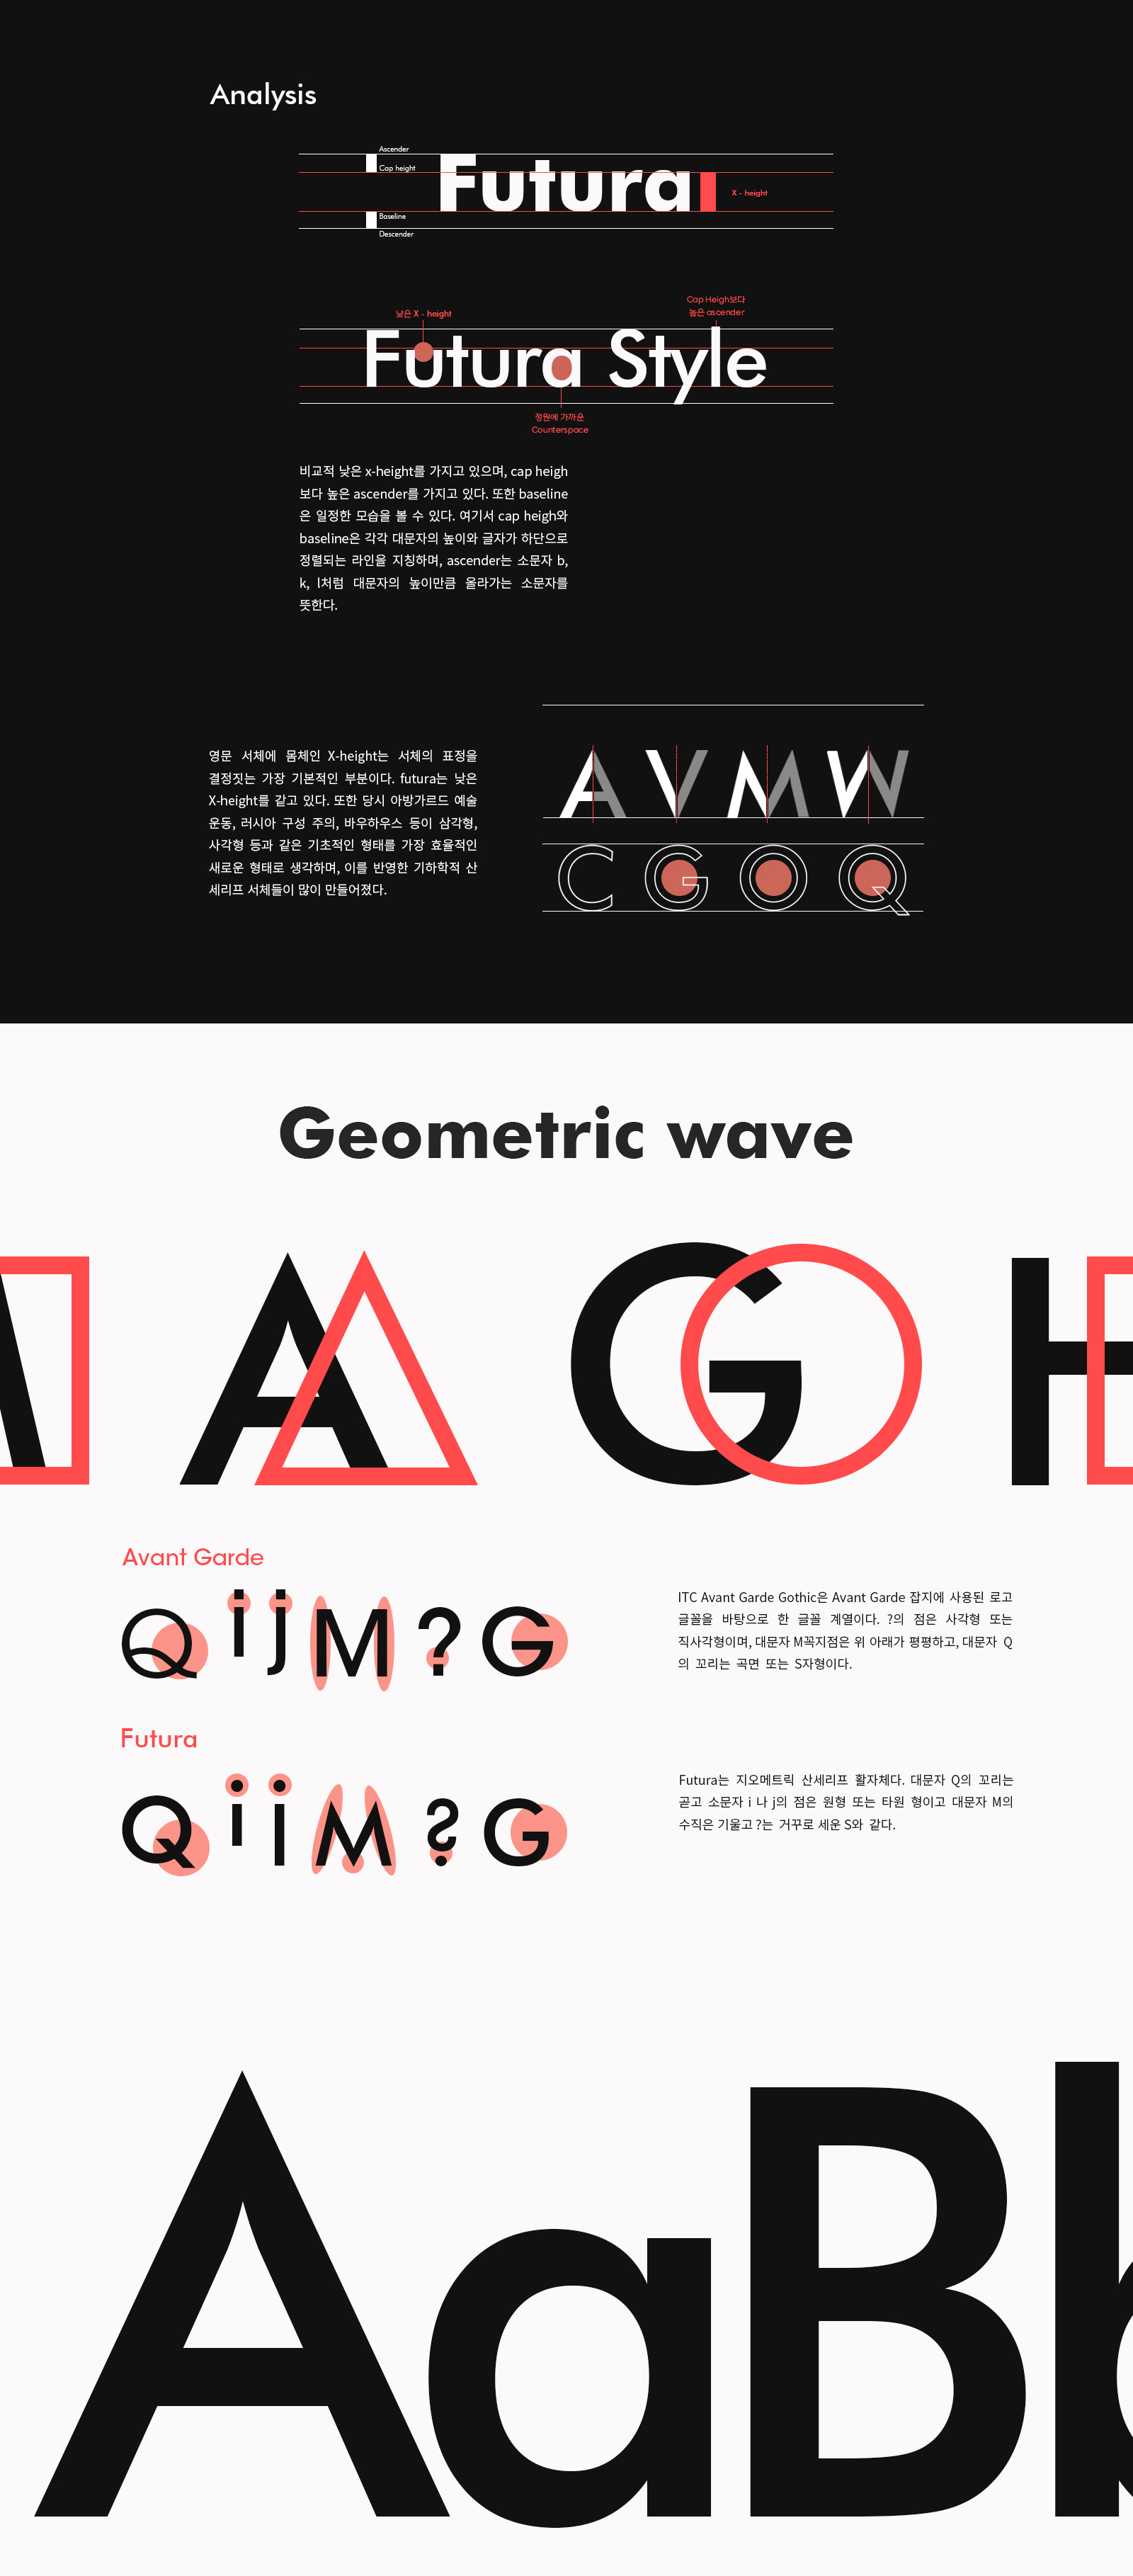 Analysis
Ascender
Cap height
Futura
X - height
Baseline
Descender
Cap Heigh보다
높은 ascender
낮은 X - height
Futura Style
정원에 가까운
Counterspace
비교적 낮은 x-height를 가지고 있으며, cap heigh
보다 높은 ascender를 가지고 있다. 또한 baseline
은 일정한 모습을 볼 수 있다. 여기서 cap heigh와
baseline은 각각 대문자의 높이와 글자가 하단으로
정렬되는 라인을 지칭하며, ascender는 소문자 b,
k, l처럼 대문자의 높이만큼 올라가는 소문자를
뜻한다.
영문 서체에 몸체인 X-height는 서체의 표정을
결정짓는 가장 기본적인 부분이다. futura는 낮은
X-height를 같고 있다. 또한 당시 아방가르드 예술
운동, 러시아 구성 주의, 바우하우스 등이 삼각형,
사각형 등과 같은 기초적인 형태를 가장 효율적인
새로운 형태로 생각하며, 이를 반영한 기하학적 산
세리프 서체들이 많이 만들어졌다.
A V M W
C G O Q
Geometric wave
A G H
Avant Garde
Q i j M ? G
ITC Avant Garde Gothic은 Avant Garde 잡지에 사용된 로고
글꼴을 바탕으로 한 글꼴 계열이다. ?의 점은 사각형 또는
직사각형이며, 대문자 M꼭지점은 위 아래가 평평하고, 대문자 Q
의 꼬리는 곡면 또는 S자형이다.
Futura
Q i j M ? G
Futura는 지오메트릭 산세리프 활자체다. 대문자 Q의 꼬리는
곧고 소문자 i 나 j의 점은 원형 또는 타원 형이고 대문자 M의
수직은 기울고 ?는 거꾸로 세운 S와 같다.
AaBb